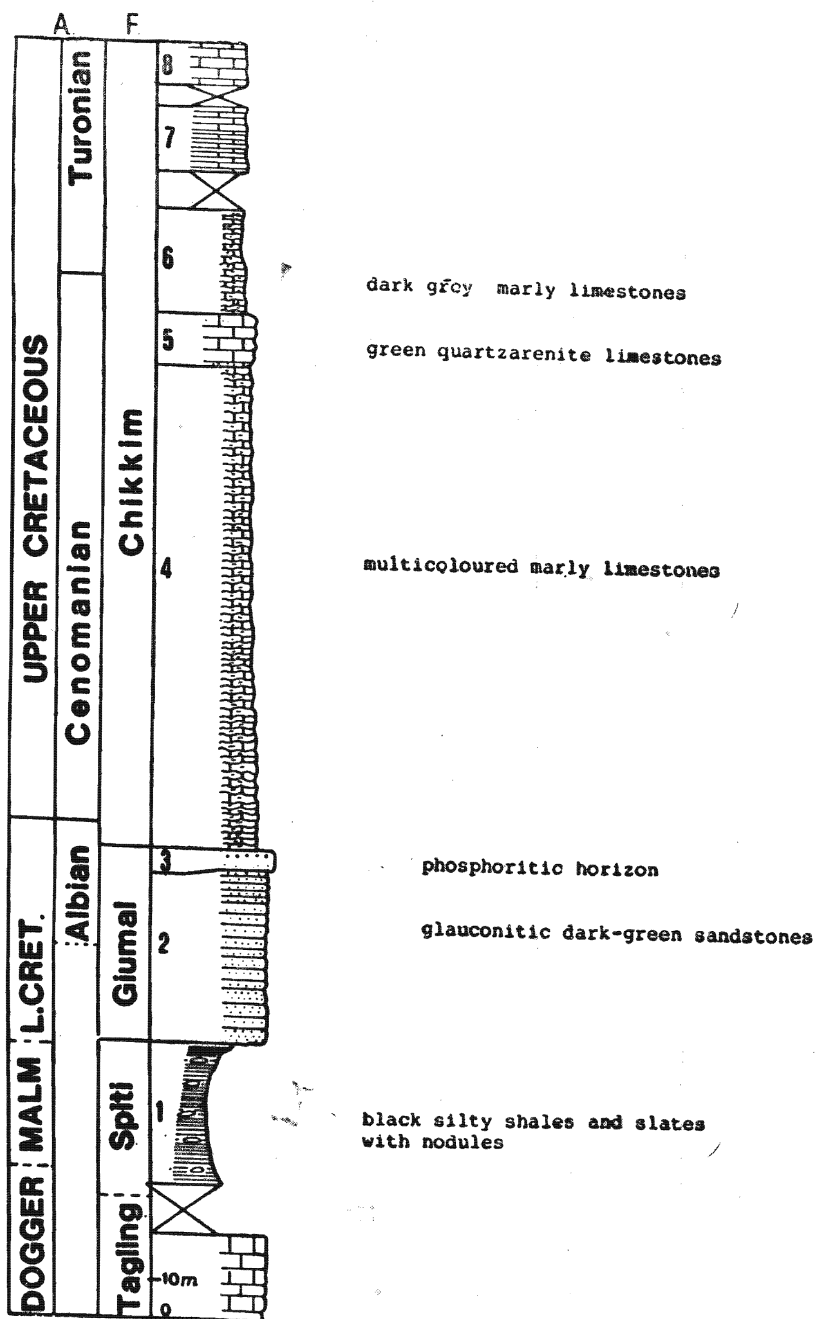 A F
8
Turonian
7
6
dark grey marly limestones
5
green quartzarenite limestones
UPPER CRETACEOUS
Chikkim
Cenomanian
4
multicoloured marly limestones
3
phosphoritic horizon
Albian
L.CRET.
Giumal
2
glauconitic dark-green sandstones
MALM
Spiti
1
black silty shales and slates
with nodules
DOGGER
Tagling
10m
0